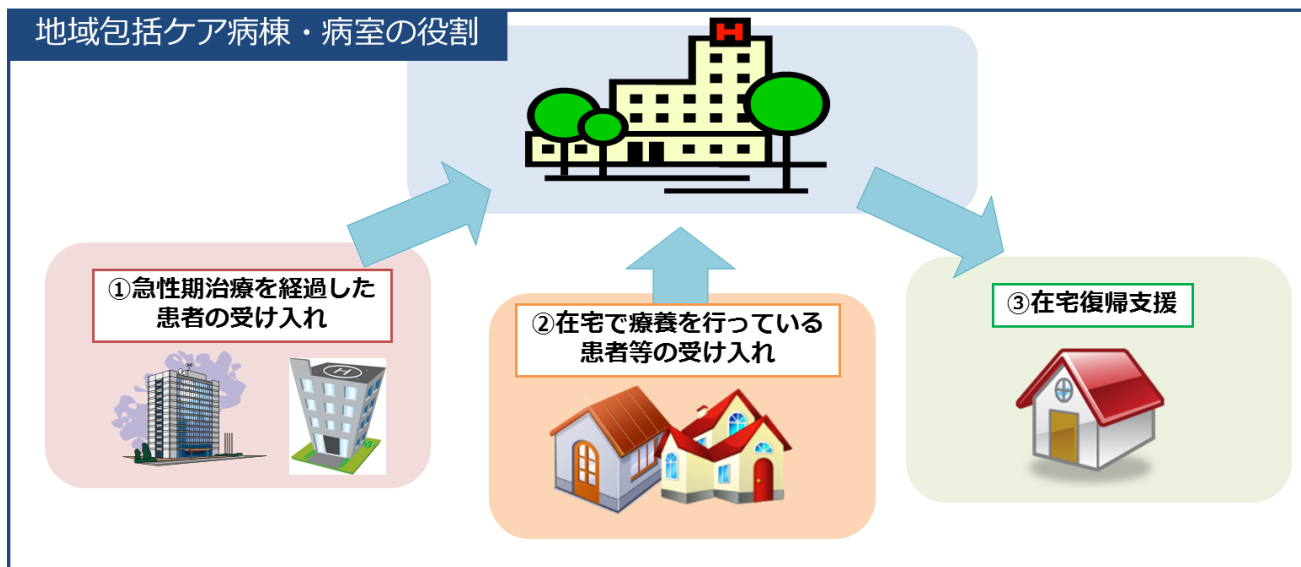 地域包括ケア病棟・病室の役割
H
①急性期治療を経過した
患者の受け入れ
H
②在宅で療養を行っている
患者等の受け入れ
③在宅復帰支援